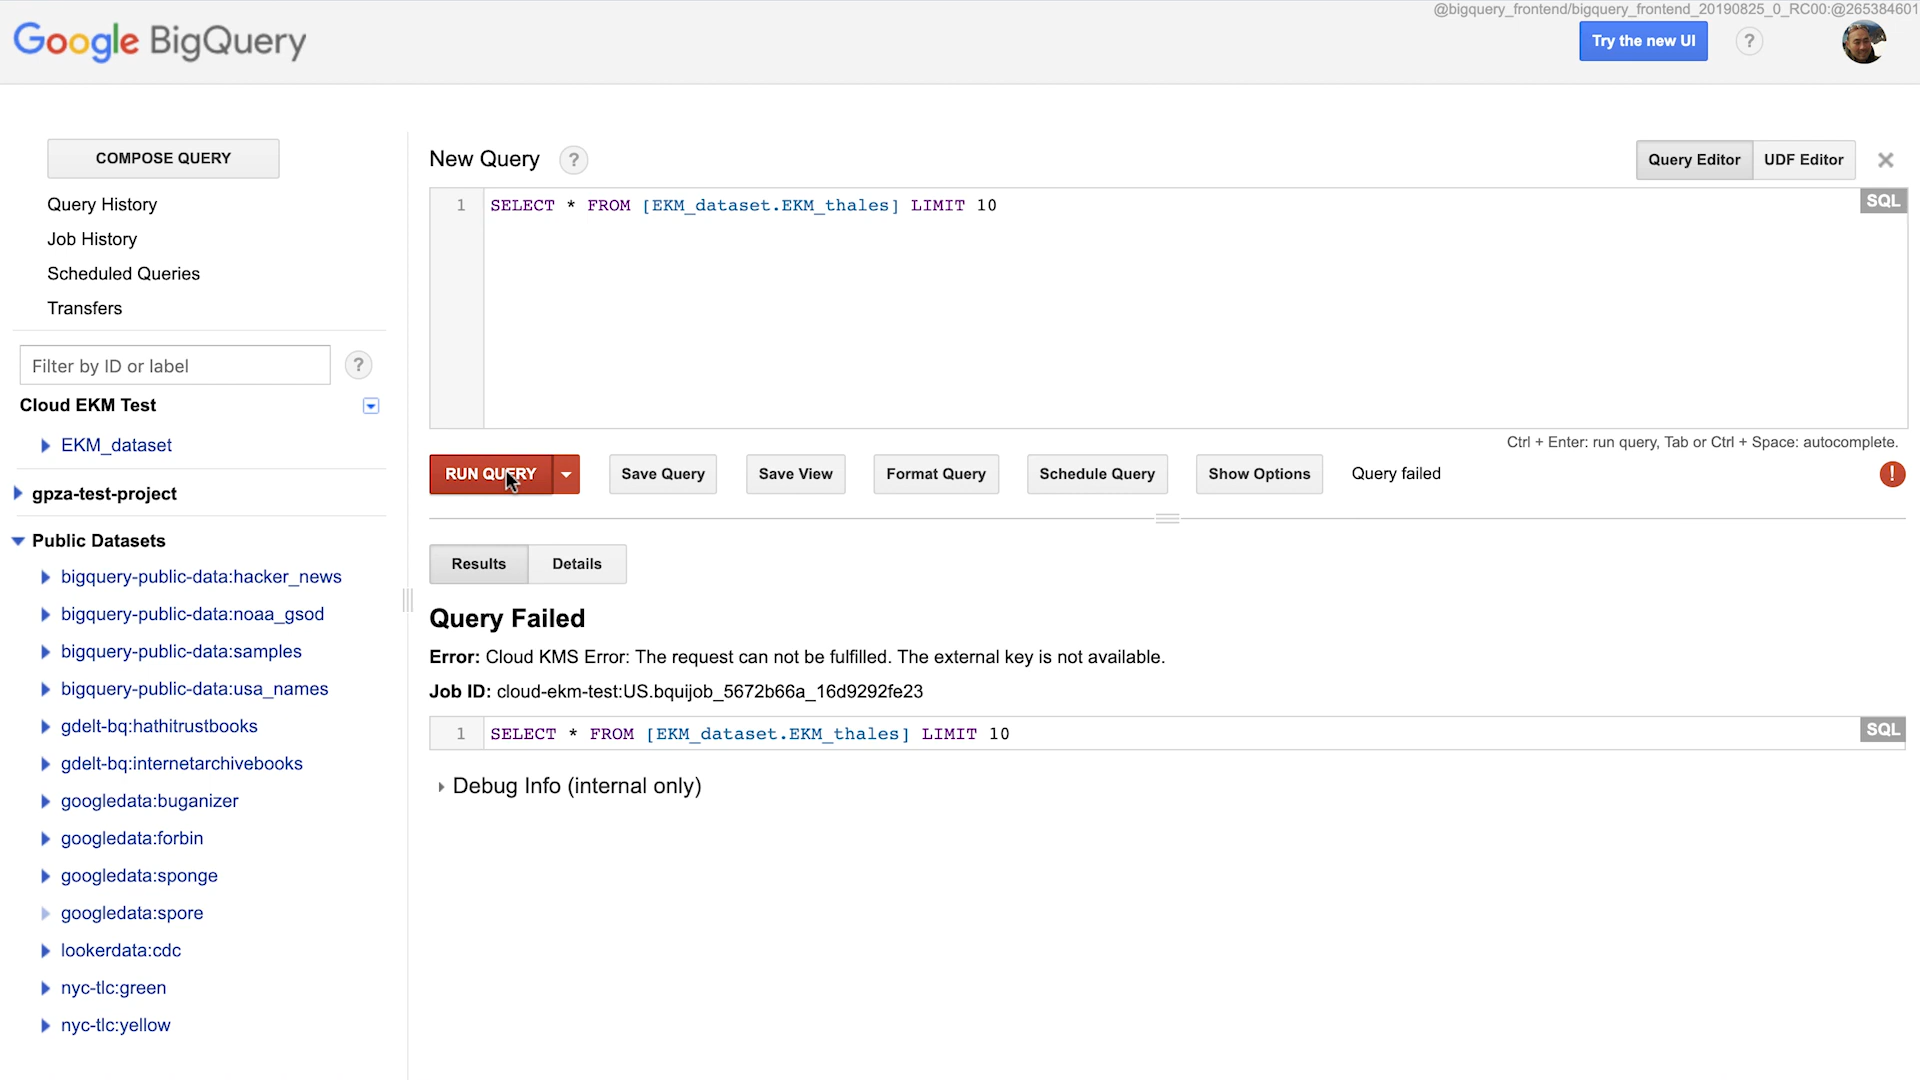 @bigquery_frontend/bigquery_frontend_20190825_0_RC00:@265384601
Google BigQuery
Try the new UI
?
COMPOSE QUERY
Query History
Job History
Scheduled Queries
Transfers
Filter by ID or label
?
Cloud EKM Test
EKM_dataset
gpza-test-project
Public Datasets
bigquery-public-data:hacker_news
bigquery-public-data:noaa_gsod
bigquery-public-data:samples
bigquery-public-data:usa_names
gdelt-bq:hathitrustbooks
gdelt-bq:internetarchivebooks
googledata:buganizer
googledata:forbin
googledata:sponge
googledata:spore
lookerdata:cdc
nyc-tlc:green
nyc-tlc:yellow
New Query ?
Query Editor UDF Editor
1 SELECT * FROM [EKM_dataset.EKM_thales] LIMIT 10
SQL
Ctrl + Enter: run query, Tab or Ctrl + Space: autocomplete.
RUN QUERY Save Query Save View Format Query Schedule Query Show Options Query failed !
Results Details
Query Failed
Error: Cloud KMS Error: The request can not be fulfilled. The external key is not available.
Job ID: cloud-ekm-test:US.bquijob_5672b66a_16d9292fe23
1 SELECT * FROM [EKM_dataset.EKM_thales] LIMIT 10
SQL
Debug Info (internal only)